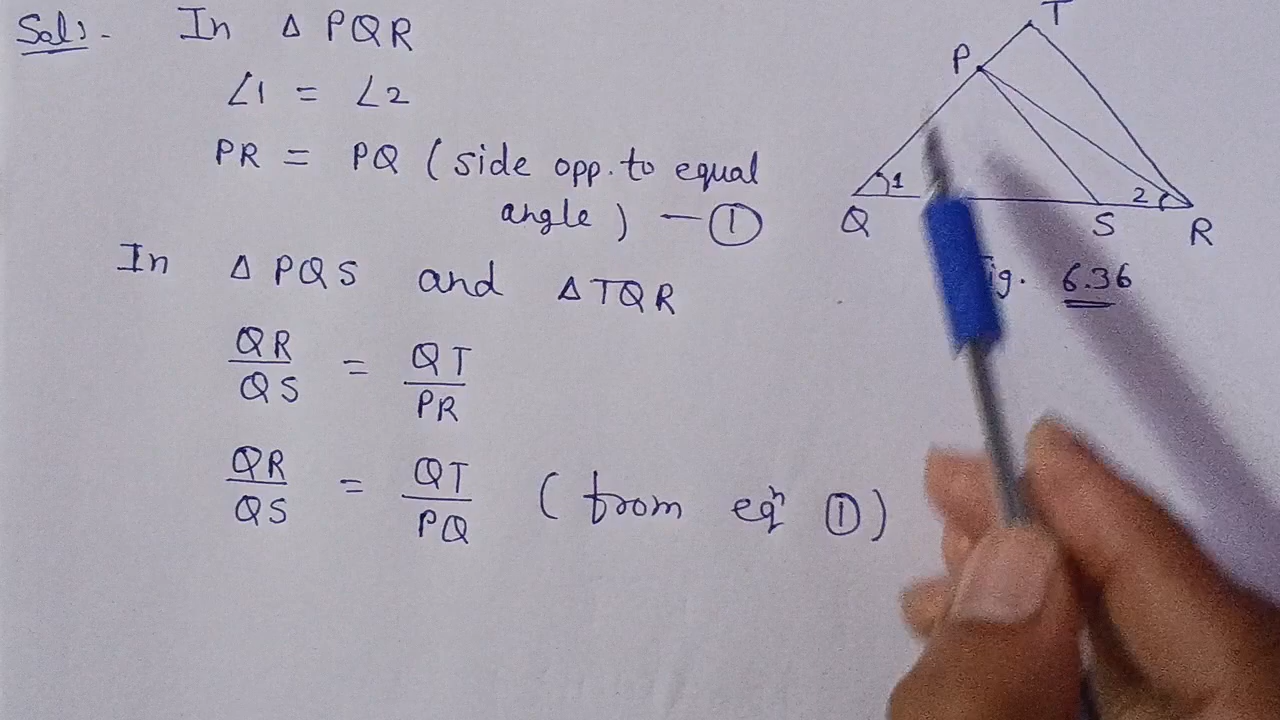 Sol:- In △ PQR
∠1 = ∠2
PR = PQ (side opp. to equal
angle) — ①
In △ PQS and △TQR
QR/QS = QT/PR
QR/QS = QT/PQ (from eqⁿ ①)
T
P
1
2
Q
S
R
ig. 6.36